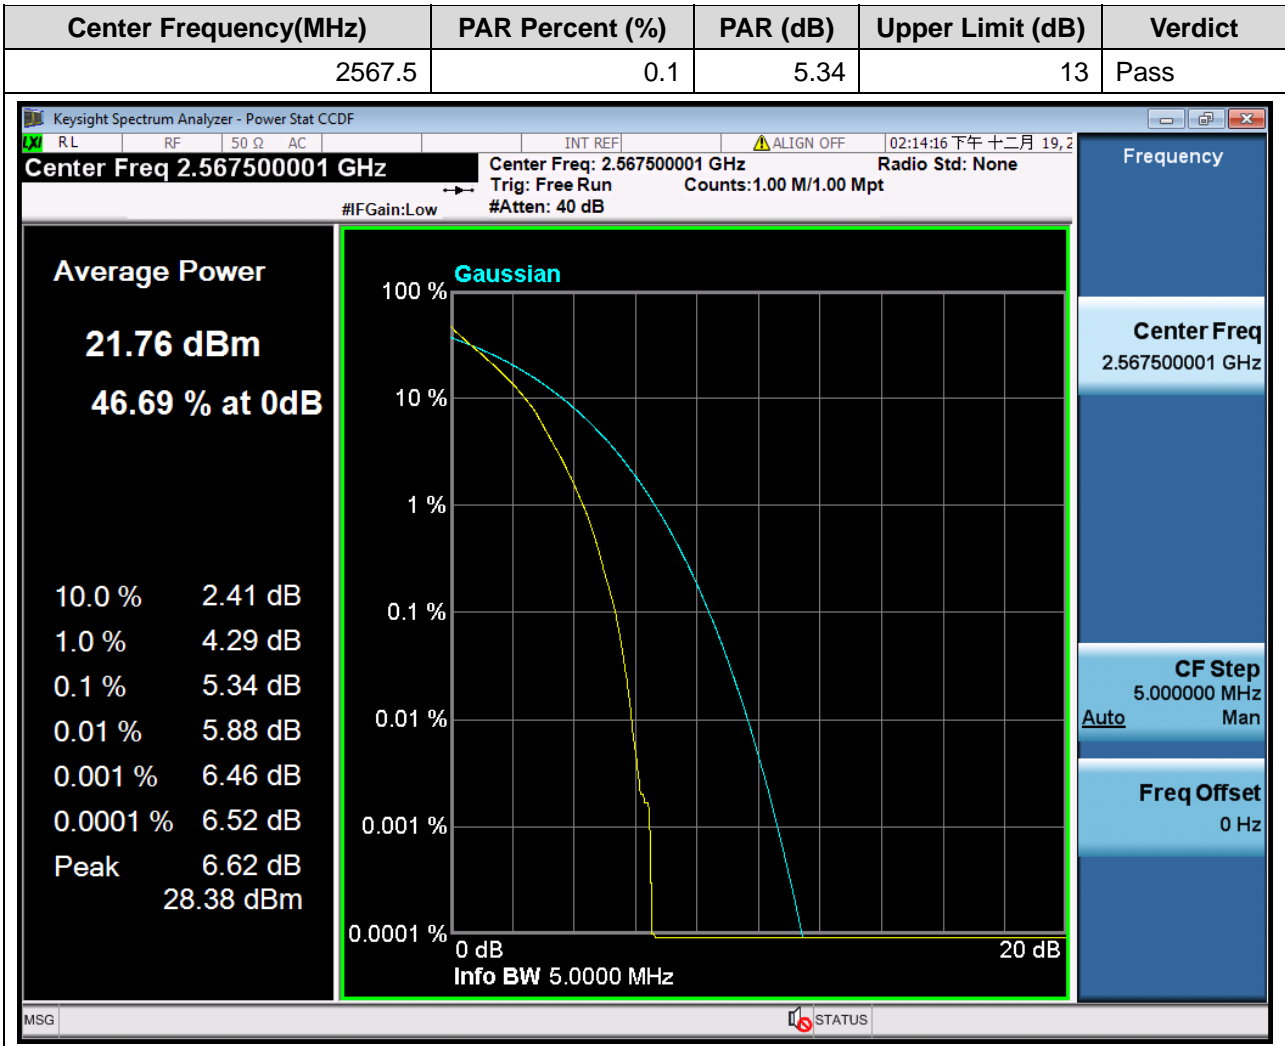 Center Frequency(MHz) PAR Percent (%) PAR (dB) Upper Limit (dB) Verdict
2567.5 0.1 5.34 13 Pass
Keysight Spectrum Analyzer - Power Stat CCDF
LXI RL RF 50 Ω AC INT REF ALIGN OFF 02:14:16 下午 十二月 19, 2
Center Freq 2.567500001 GHz
Center Freq: 2.567500001 GHz Radio Std: None
Trig: Free Run Counts:1.00 M/1.00 Mpt
#IFGain:Low #Atten: 40 dB
Frequency
Average Power
21.76 dBm
46.69 % at 0dB
10.0 % 2.41 dB
1.0 % 4.29 dB
0.1 % 5.34 dB
0.01 % 5.88 dB
0.001 % 6.46 dB
0.0001 % 6.52 dB
Peak 6.62 dB
28.38 dBm
Gaussian
100 %
10 %
1 %
0.1 %
0.01 %
0.001 %
0.0001 %
0 dB 20 dB
Info BW 5.0000 MHz
Center Freq
2.567500001 GHz
CF Step
5.000000 MHz
Auto Man
Freq Offset
0 Hz
MSG STATUS